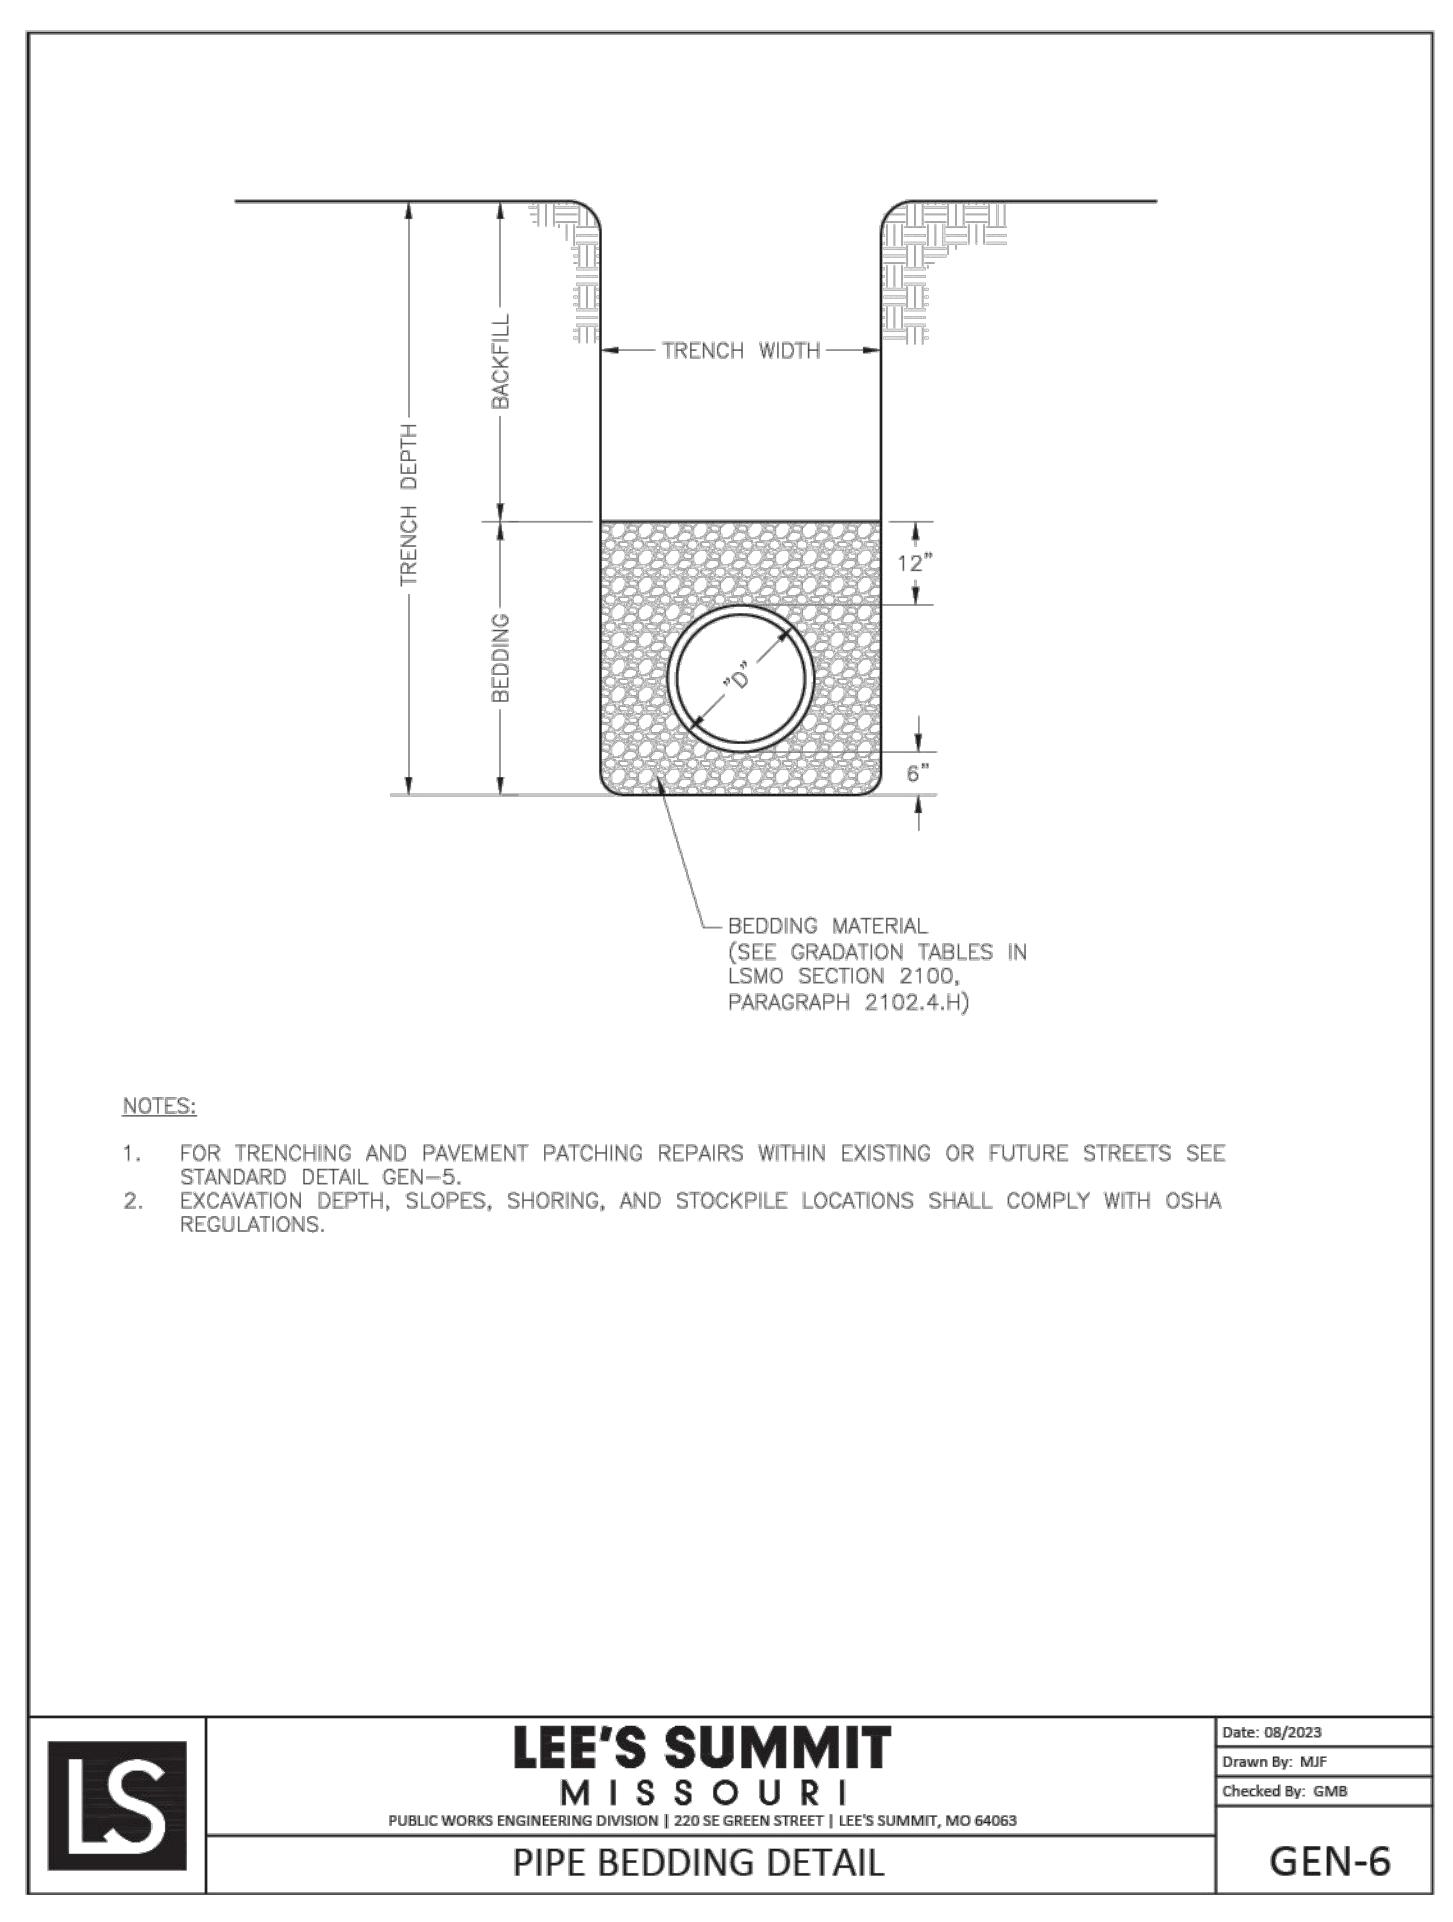 BACKFILL
TRENCH WIDTH
TRENCH DEPTH
12”
BEDDING
”D”
6”
BEDDING MATERIAL
(SEE GRADATION TABLES IN
LSMO SECTION 2100,
PARAGRAPH 2102.4.H)
NOTES:
1. FOR TRENCHING AND PAVEMENT PATCHING REPAIRS WITHIN EXISTING OR FUTURE STREETS SEE
STANDARD DETAIL GEN-5.
2. EXCAVATION DEPTH, SLOPES, SHORING, AND STOCKPILE LOCATIONS SHALL COMPLY WITH OSHA
REGULATIONS.
LS
LEE’S SUMMIT
MISSOURI
PUBLIC WORKS ENGINEERING DIVISION | 220 SE GREEN STREET | LEE'S SUMMIT, MO 64063
PIPE BEDDING DETAIL
Date: 08/2023
Drawn By: MJF
Checked By: GMB
GEN-6